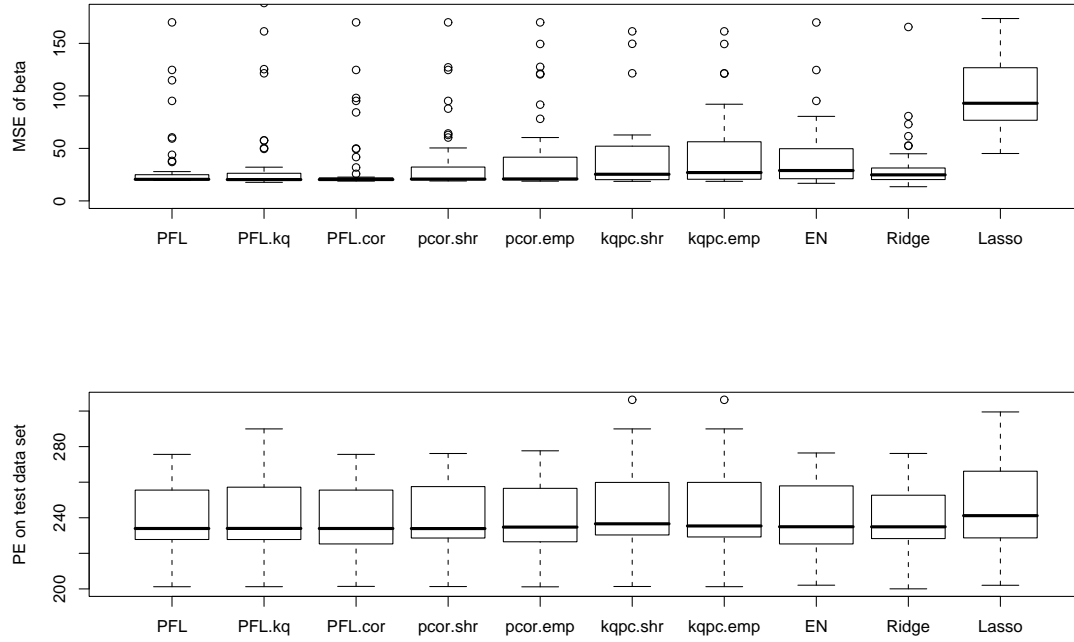 MSE of beta
150
100
50
0
PFL PFL.kq PFL.cor pcor.shr pcor.emp kqpc.shr kqpc.emp EN Ridge Lasso
PE on test data set
280
240
200
PFL PFL.kq PFL.cor pcor.shr pcor.emp kqpc.shr kqpc.emp EN Ridge Lasso